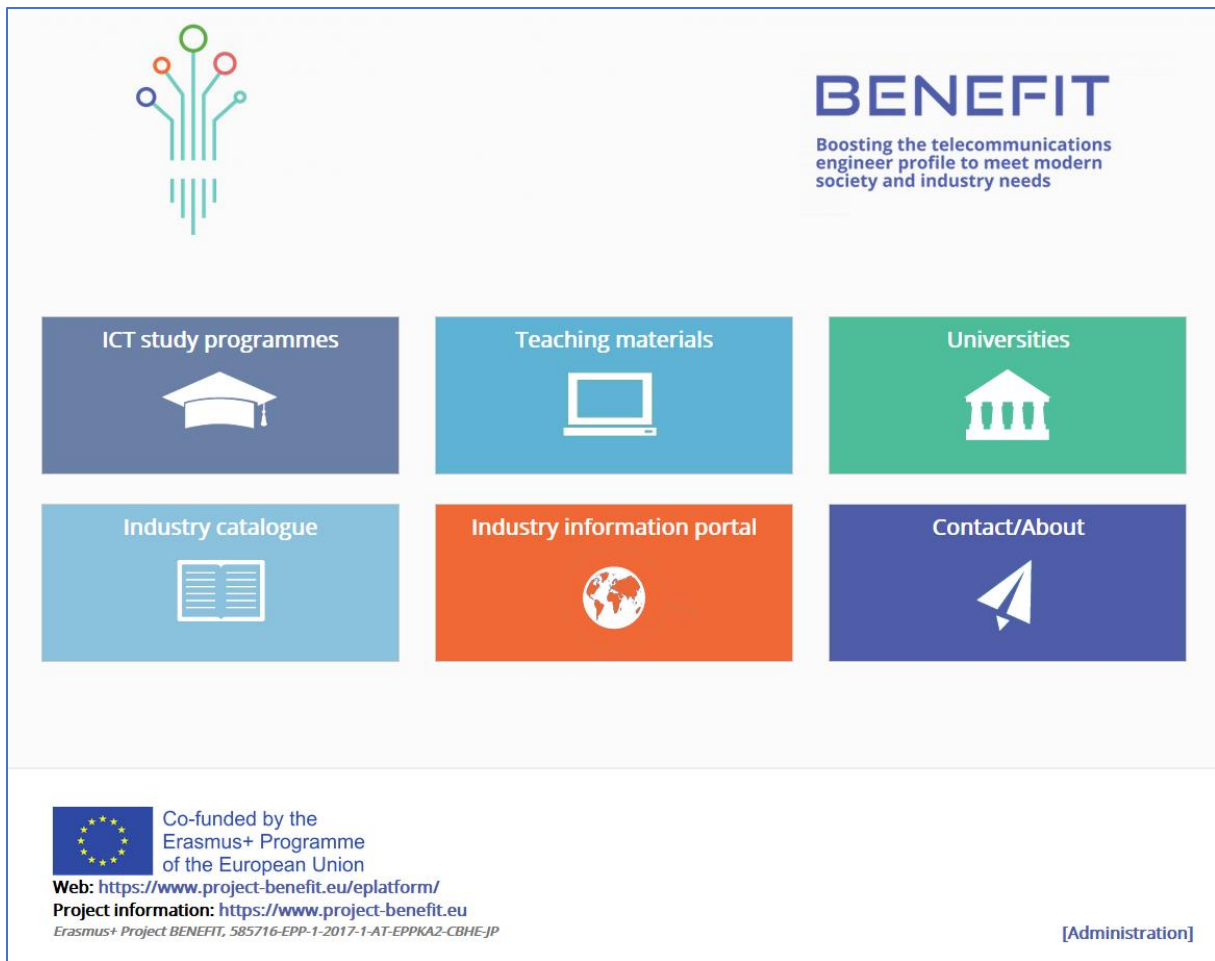 BENEFIT
Boosting the telecommunications
engineer profile to meet modern
society and industry needs
ICT study programmes
Teaching materials
Universities
Industry catalogue
Industry information portal
Contact/About
Co-funded by the
Erasmus+ Programme
of the European Union
Web: https://www.project-benefit.eu/eplatform/
Project information: https://www.project-benefit.eu
Erasmus+ Project BENEFIT, 585716-EPP-1-2017-1-AT-EPPKA2-CBHE-JP
[Administration]